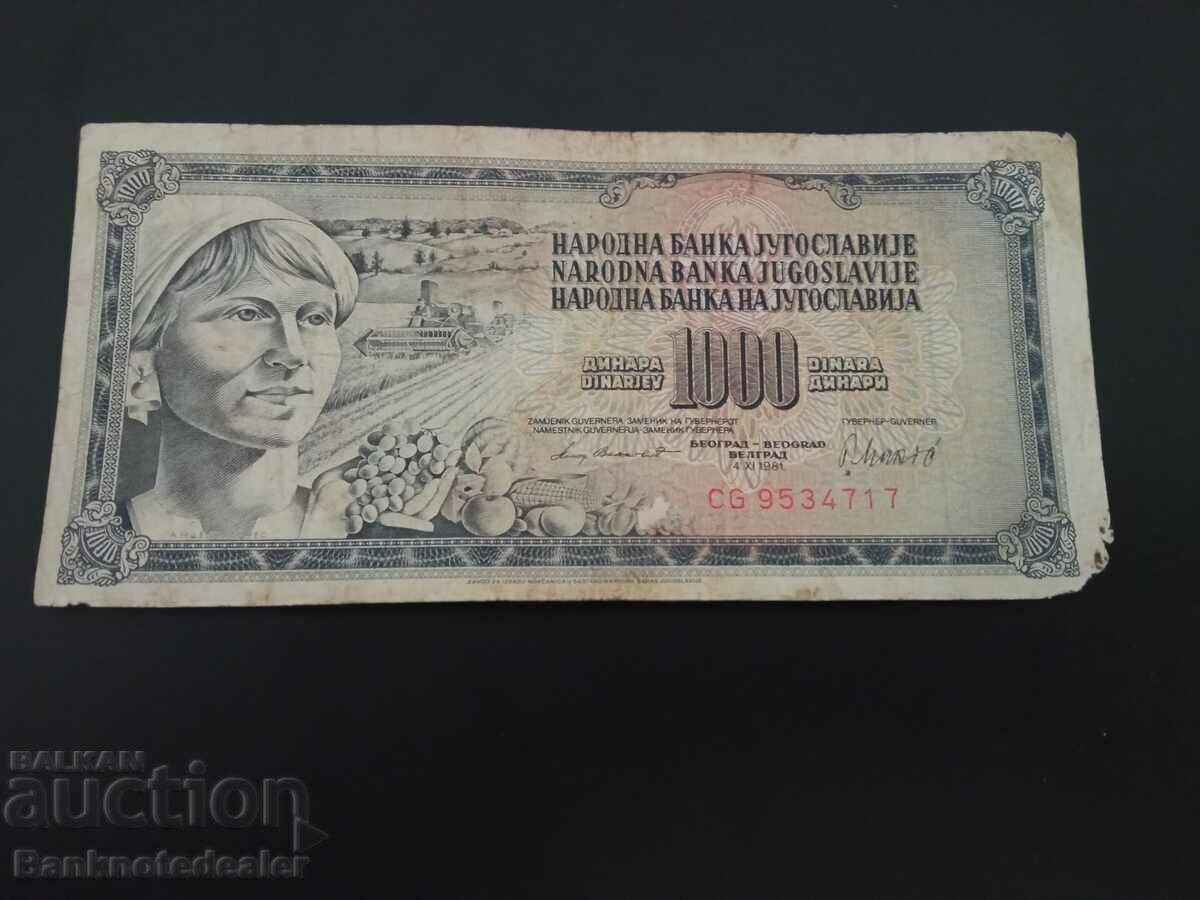 1000
НАРОДНА БАНКА ЈУГОСЛАВИЈЕ
NARODNA BANKA JUGOSLAVIJE
НАРОДНА БАНКА НА ЈУГОСЛАВИЈА
ДИНАРА 1000 DINARA
DINARJEV ДИНАРИ
ZAMJENIK GUVERNERA-ЗАМЕНИК НА ГУВЕРНЕРОТ ГУВЕРНЕР-GUVERNER
NAMESTNIK GUVERNERJA-ЗАМЕНИК ГУВЕРНЕРА
БЕОГРАД - BEOGRAD
БЕЛГРАД
4. XI 1981.
CG 9534717
BALKAN
auction
Banknotedealer